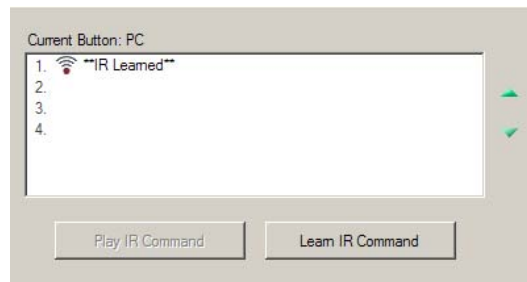 Current Button: PC
1. **IR Learned**
2.
3.
4.
Play IR Command Learn IR Command